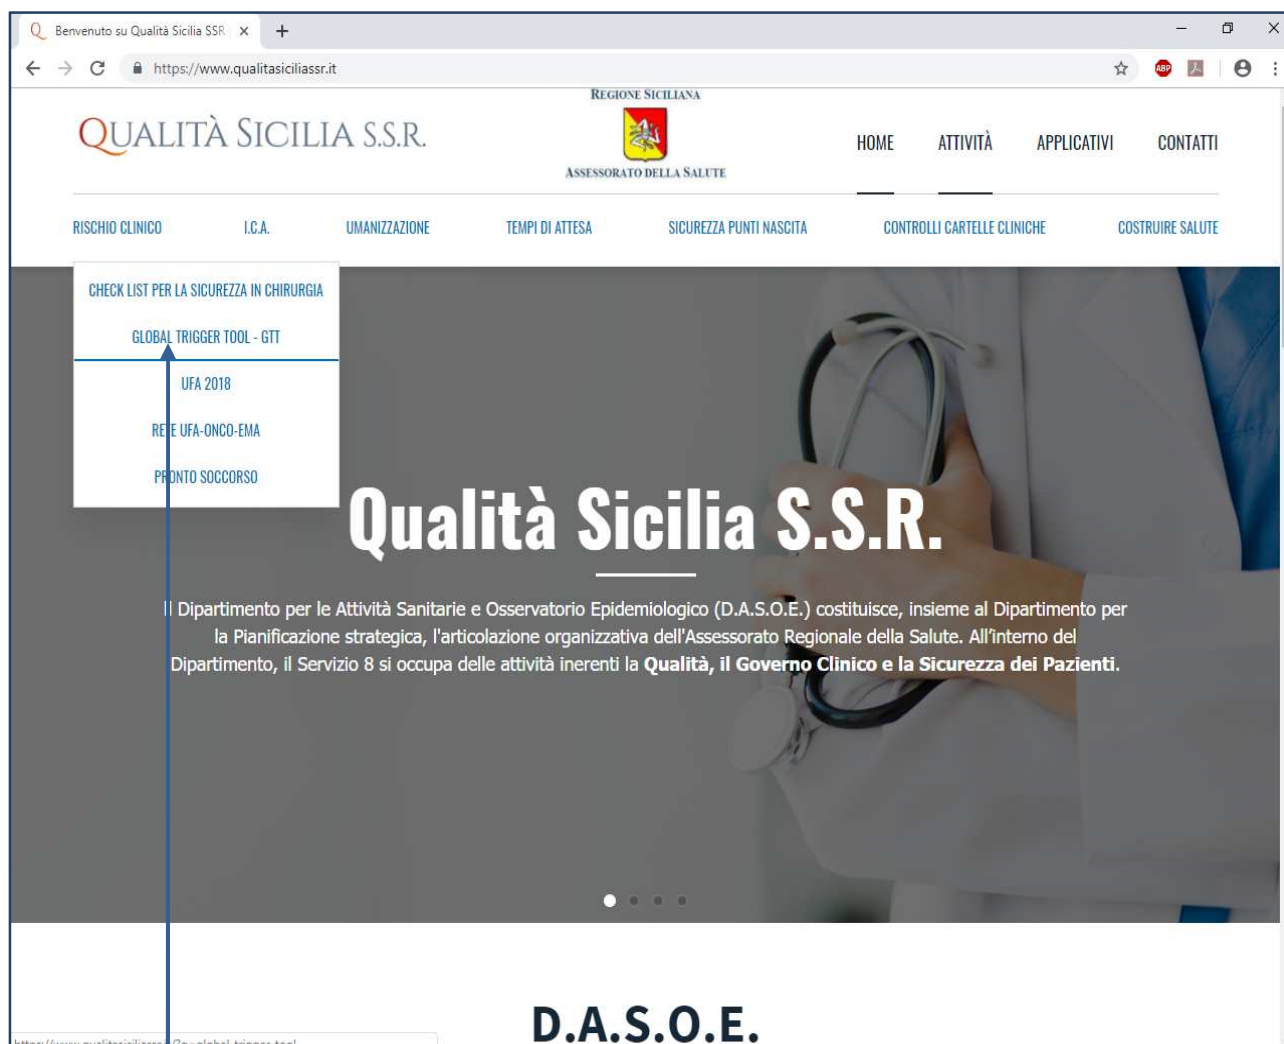 Benvenuto su Qualità Sicilia SSR
https://www.qualitasiciliassr.it
ABP
QUALITÀ SICILIA S.S.R.
REGIONE SICILIANA
ASSESSORATO DELLA SALUTE
HOME ATTIVITÀ APPLICATIVI CONTATTI
RISCHIO CLINICO I.C.A. UMANIZZAZIONE TEMPI DI ATTESA SICUREZZA PUNTI NASCITA CONTROLLI CARTELLE CLINICHE COSTRUIRE SALUTE
CHECK LIST PER LA SICUREZZA IN CHIRURGIA
GLOBAL TRIGGER TOOL - GTT
UFA 2018
RETE UFA-ONCO-EMA
PRONTO SOCCORSO
Qualità Sicilia S.S.R.
Il Dipartimento per le Attività Sanitarie e Osservatorio Epidemiologico (D.A.S.O.E.) costituisce, insieme al Dipartimento per
la Pianificazione strategica, l'articolazione organizzativa dell'Assessorato Regionale della Salute. All'interno del
Dipartimento, il Servizio 8 si occupa delle attività inerenti la Qualità, il Governo Clinico e la Sicurezza dei Pazienti.
D.A.S.O.E.